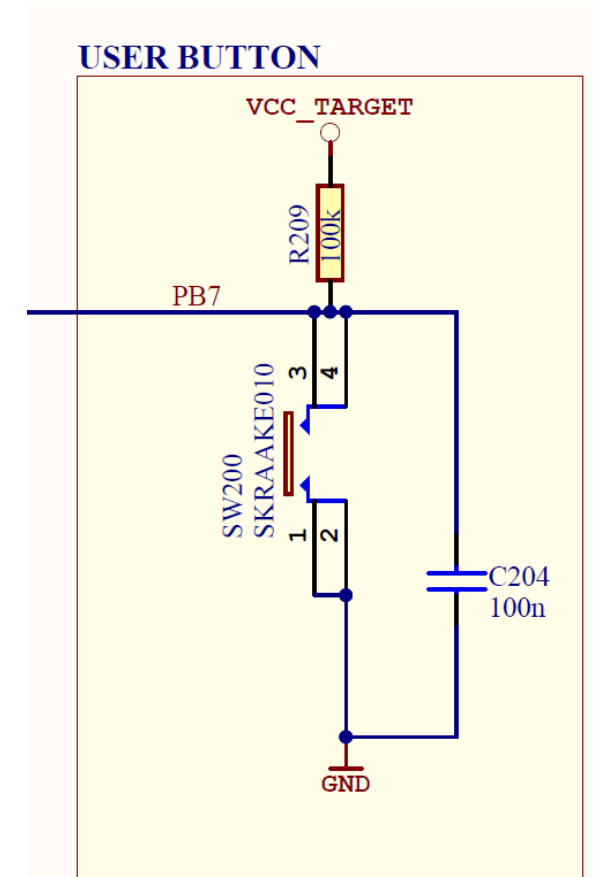 USER BUTTON
VCC_TARGET
R209
100k
PB7
3
4
SW200
SKRAAKE010
1
2
C204
100n
GND